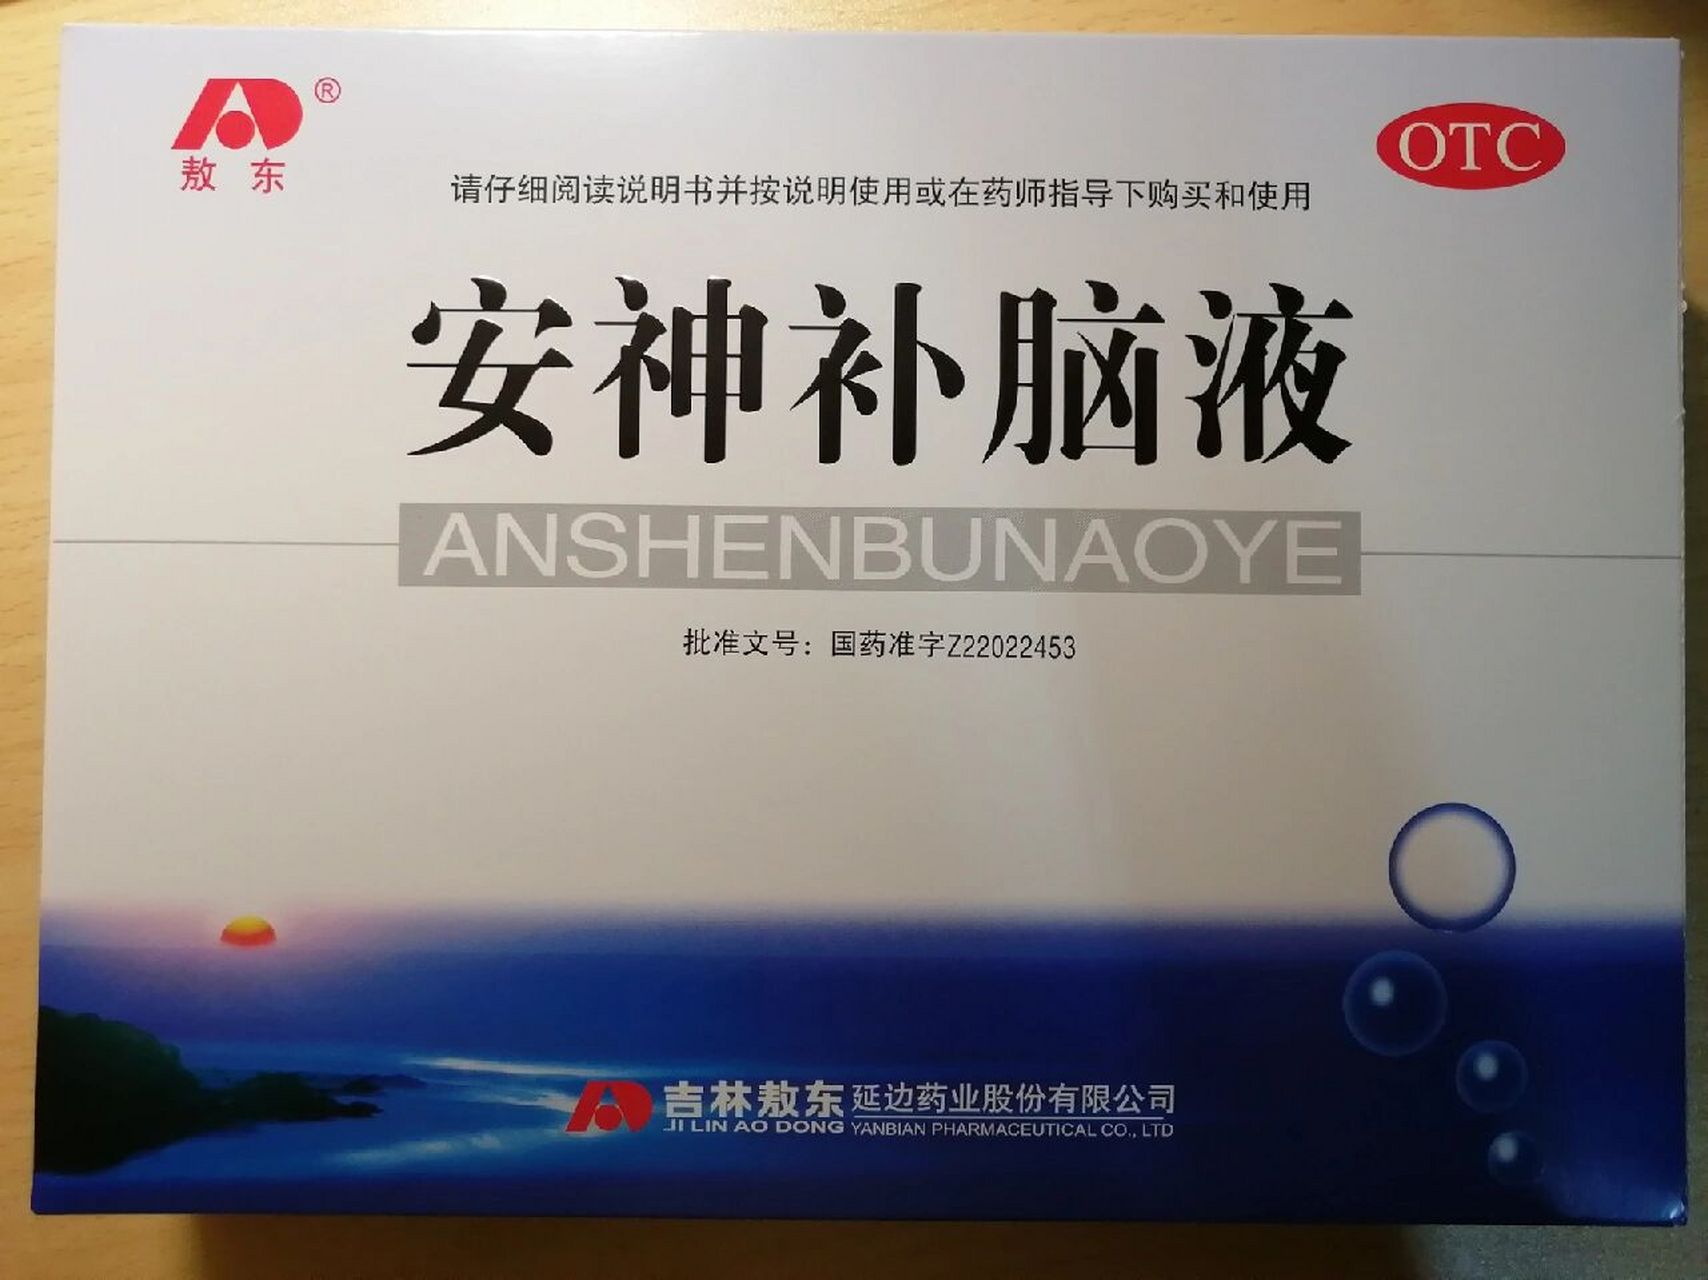 敖东
®
OTC
请仔细阅读说明书并按说明使用或在药师指导下购买和使用
安神补脑液
ANSHENBUNAOYE
批准文号：国药准字Z22022453
吉林敖东延边药业股份有限公司
JI LIN AO DONG YANBIAN PHARMACEUTICAL CO., LTD